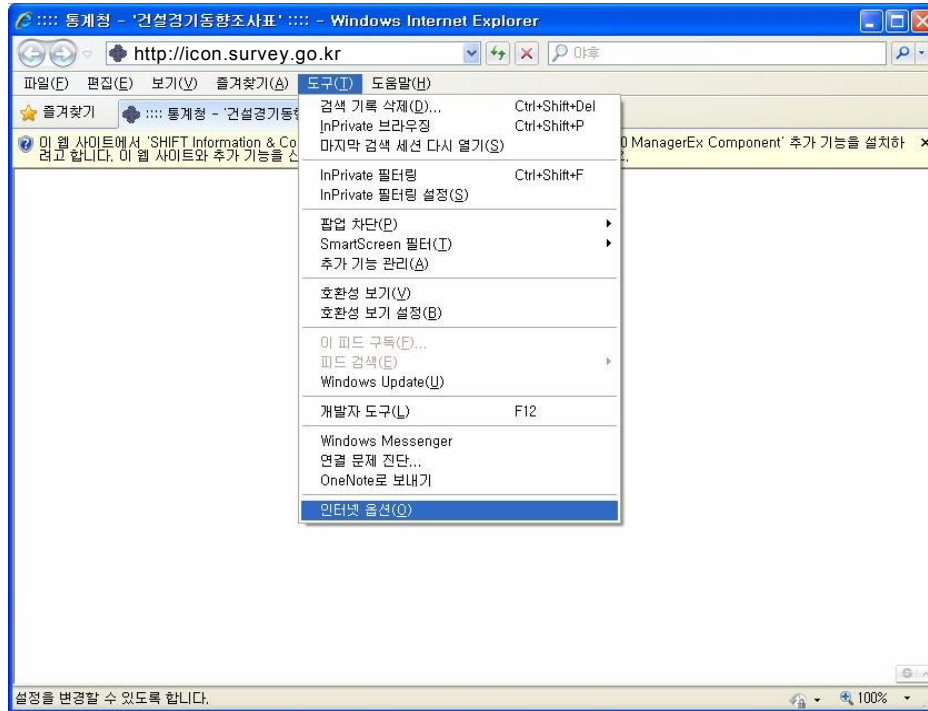 :::: 통계청 - '건설경기동향조사표' :::: - Windows Internet Explorer
http://icon.survey.go.kr 야후
파일(F) 편집(E) 보기(V) 즐겨찾기(A) 도구(T) 도움말(H)
즐겨찾기 :::: 통계청 - '건설경기동
이 웹 사이트에서 'SHIFT Information & Co
ManagerEx Component' 추가 기능을 설치하
려고 합니다. 이 웹 사이트와 추가 기능을 신
검색 기록 삭제(D)... Ctrl+Shift+Del
InPrivate 브라우징 Ctrl+Shift+P
마지막 검색 세션 다시 열기(S)
InPrivate 필터링 Ctrl+Shift+F
InPrivate 필터링 설정(S)
팝업 차단(P)
SmartScreen 필터(T)
추가 기능 관리(A)
호환성 보기(V)
호환성 보기 설정(B)
이 피드 구독(F)...
피드 검색(E)
Windows Update(U)
개발자 도구(L) F12
Windows Messenger
연결 문제 진단...
OneNote로 보내기
인터넷 옵션(O)
설정을 변경할 수 있도록 합니다. 100%